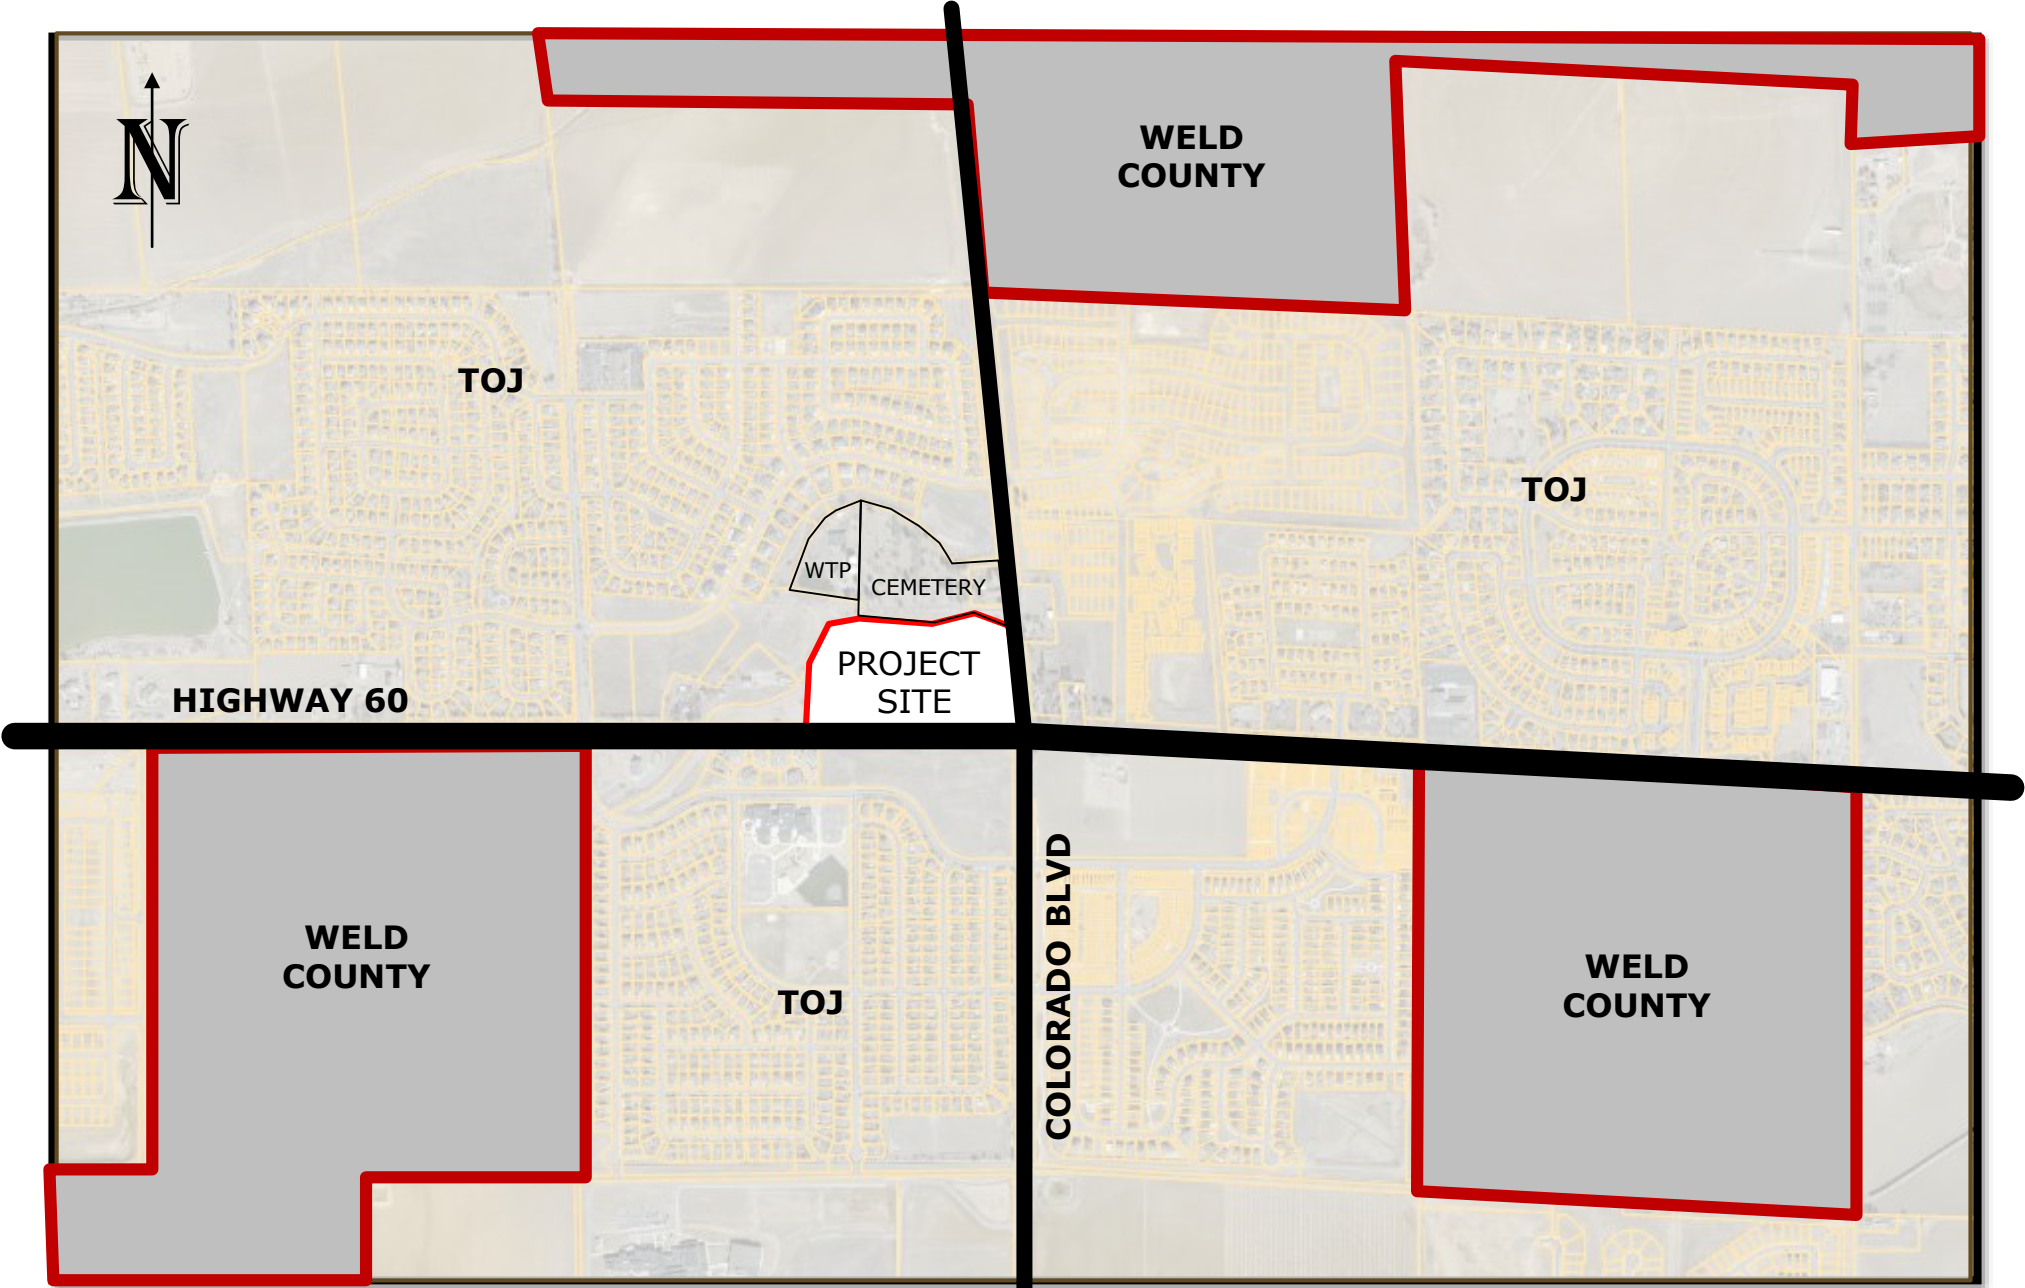 N
WELD
COUNTY
TOJ
TOJ
WTP
CEMETERY
PROJECT
SITE
HIGHWAY 60
COLORADO BLVD
WELD
COUNTY
WELD
COUNTY
TOJ